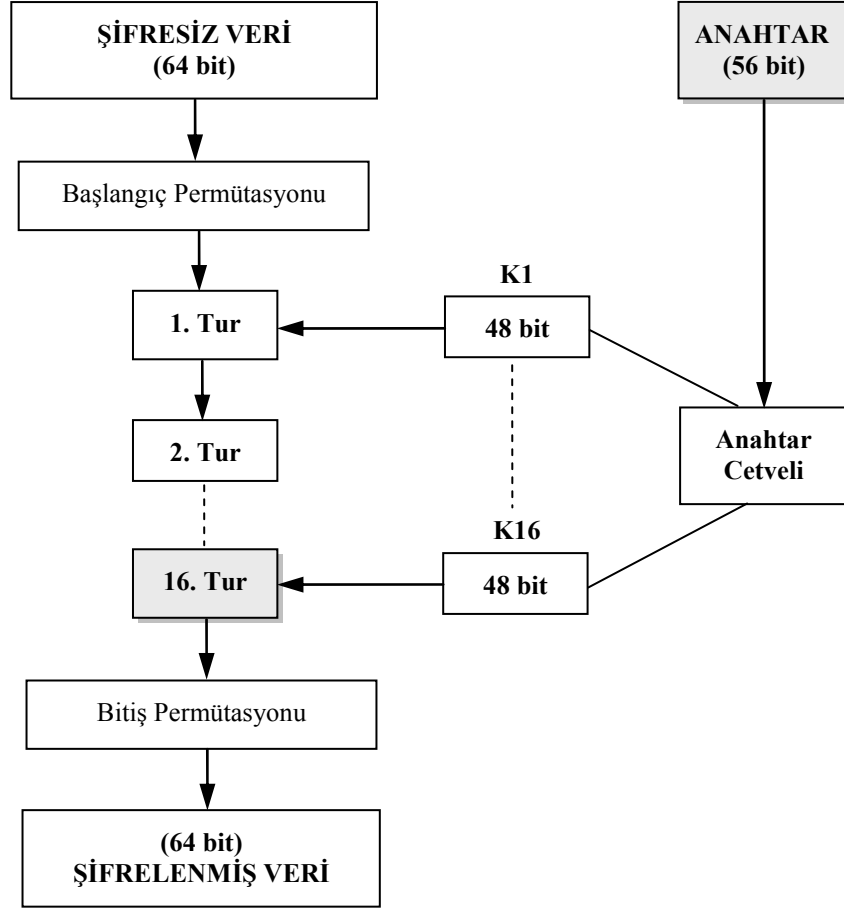 ŞİFRESİZ VERİ
(64 bit)
ANAHTAR
(56 bit)
Başlangıç Permütasyonu
K1
1. Tur
48 bit
2. Tur
Anahtar
Cetveli
K16
16. Tur
48 bit
Bitiş Permütasyonu
(64 bit)
ŞİFRELENMİŞ VERİ